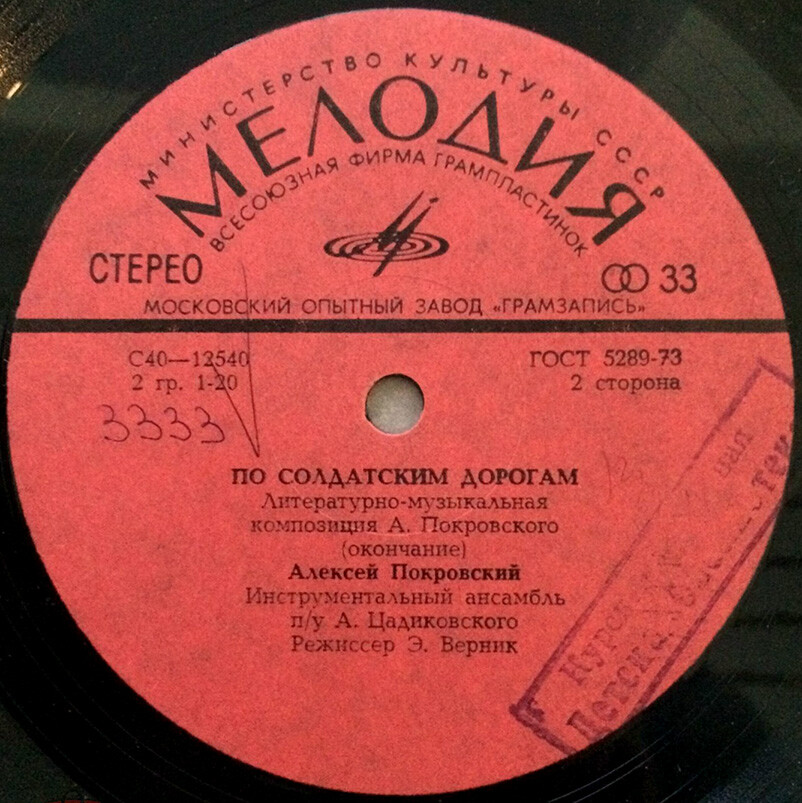 МИНИСТЕРСТВО КУЛЬТУРЫ СССР
МЕЛОДИЯ
ВСЕСОЮЗНАЯ ФИРМА ГРАМПЛАСТИНОК
СТЕРЕО
33
МОСКОВСКИЙ ОПЫТНЫЙ ЗАВОД «ГРАМЗАПИСЬ»
С40—12540
ГОСТ 5289-73
2 гр. 1-20
2 сторона
3333
ПО СОЛДАТСКИМ ДОРОГАМ
Литературно-музыкальная
композиция А. Покровского
(окончание)
Алексей Покровский
Инструментальный ансамбль
п/у А. Цадиковского
Режиссер Э. Верник